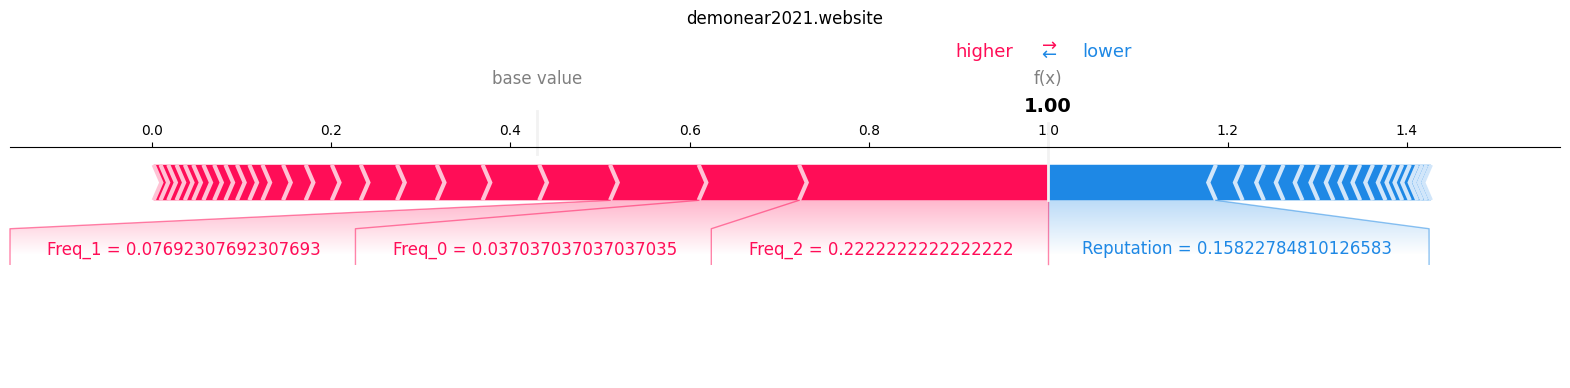 demonear2021.website
higher → lower
←
base value f(x)
1.00
0.0 0.2 0.4 0.6 0.8 1.0 1.2 1.4
Freq_1 = 0.07692307692307693 Freq_0 = 0.037037037037037035 Freq_2 = 0.2222222222222222 Reputation = 0.15822784810126583